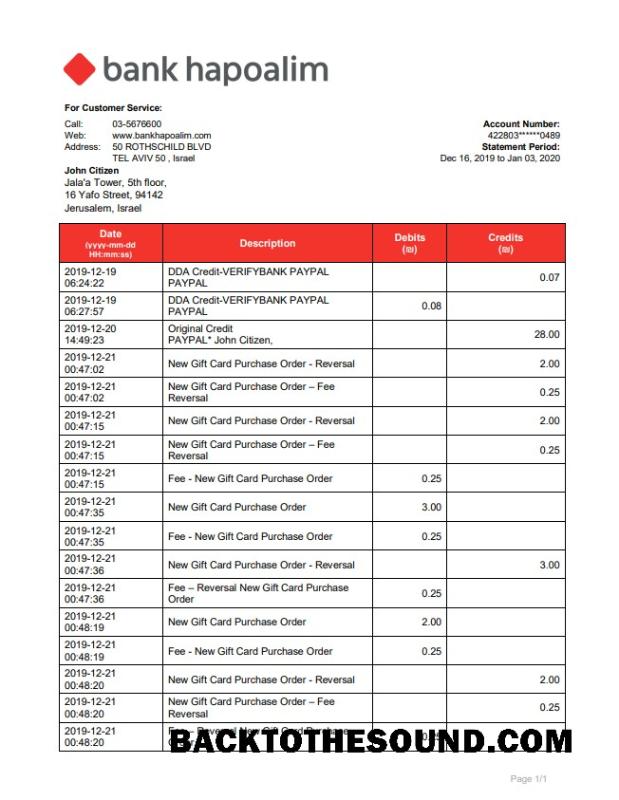 bank hapoalim
For Customer Service:
Call: 03-5676600
Web: www.bankhapoalim.com
Address: 50 ROTHSCHILD BLVD
TEL AVIV 50 , Israel
Account Number:
422803******0489
Statement Period:
Dec 16, 2019 to Jan 03, 2020
John Citizen
Jala'a Tower, 5th floor,
16 Yafo Street, 94142
Jerusalem, Israel
Date
(yyyy-mm-dd
HH:mm:ss)
Description
Debits
(₪)
Credits
(₪)
2019-12-19
06:24:22
DDA Credit-VERIFYBANK PAYPAL
PAYPAL
0.07
2019-12-19
06:27:57
DDA Credit-VERIFYBANK PAYPAL
PAYPAL
0.08
2019-12-20
14:49:23
Original Credit
PAYPAL* John Citizen,
28.00
2019-12-21
00:47:02
New Gift Card Purchase Order - Reversal
2.00
2019-12-21
00:47:02
New Gift Card Purchase Order – Fee
Reversal
0.25
2019-12-21
00:47:15
New Gift Card Purchase Order - Reversal
2.00
2019-12-21
00:47:15
New Gift Card Purchase Order – Fee
Reversal
0.25
2019-12-21
00:47:15
Fee - New Gift Card Purchase Order
0.25
2019-12-21
00:47:35
New Gift Card Purchase Order
3.00
2019-12-21
00:47:35
Fee - New Gift Card Purchase Order
0.25
2019-12-21
00:47:36
New Gift Card Purchase Order - Reversal
3.00
2019-12-21
00:47:36
Fee – Reversal New Gift Card Purchase
Order
0.25
2019-12-21
00:48:19
New Gift Card Purchase Order
2.00
2019-12-21
00:48:19
Fee - New Gift Card Purchase Order
0.25
2019-12-21
00:48:20
New Gift Card Purchase Order - Reversal
2.00
2019-12-21
00:48:20
New Gift Card Purchase Order – Fee
Reversal
0.25
2019-12-21
00:48:20
Fee – Reversal New Gift Card Purchase
BACKTOTHESOUND.COM
Page 1/1